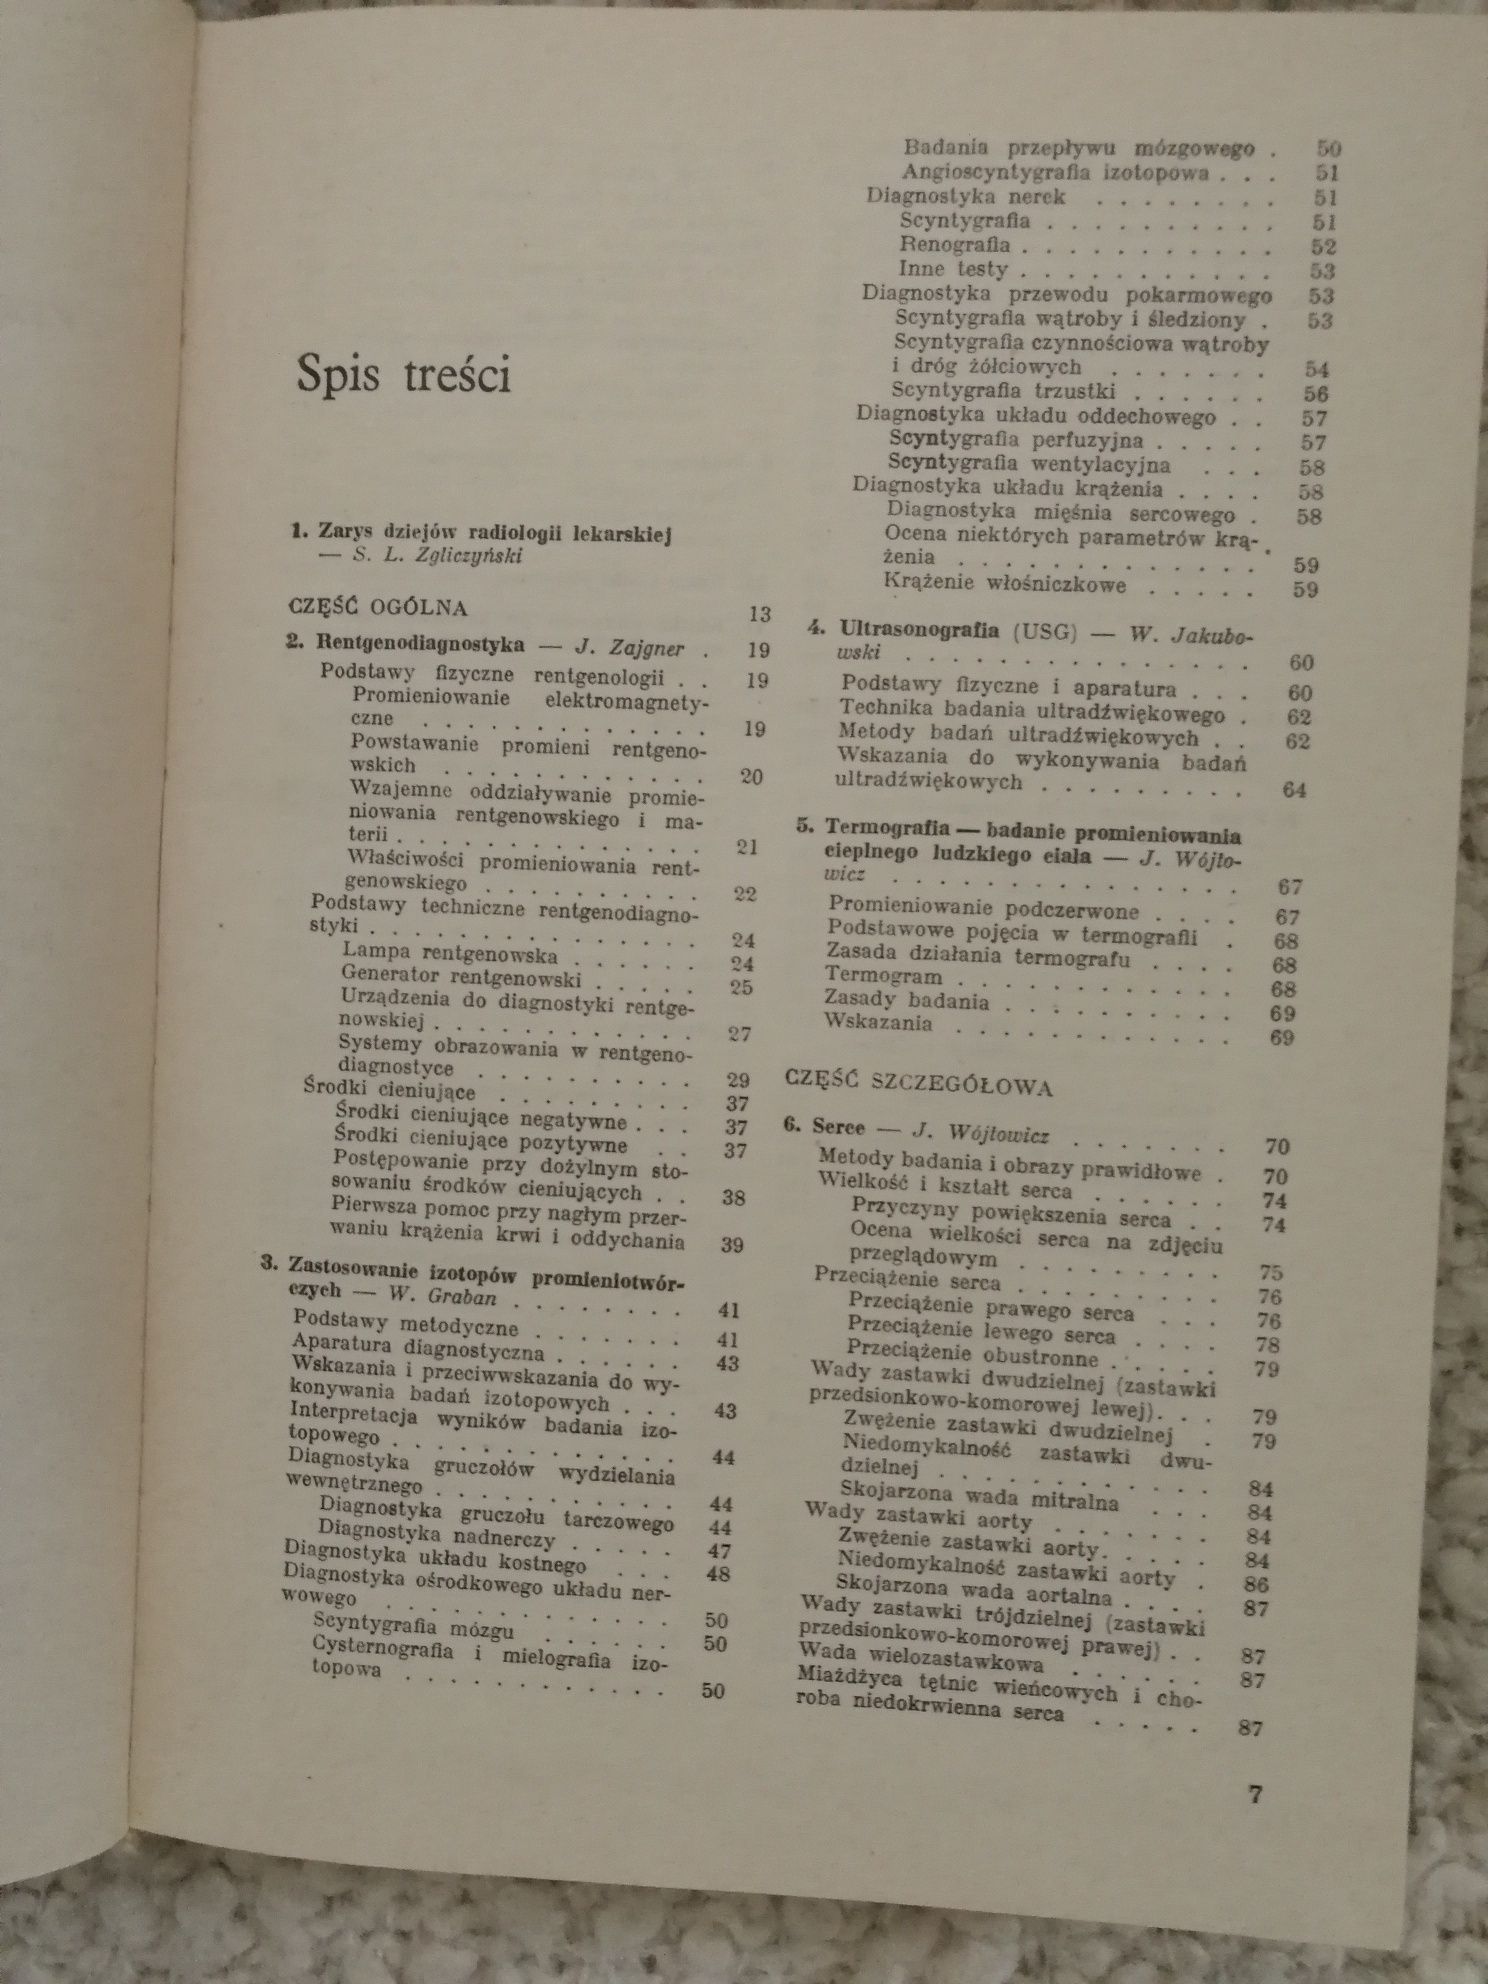 Spis treści
1. Zarys dziejów radiologii lekarskiej
— S. L. Zgliczyński
CZĘŚĆ OGÓLNA 13
2. Rentgenodiagnostyka — J. Zajgner . 19
Podstawy fizyczne rentgenologii . . 19
Promieniowanie elektromagnety-
czne . . . . . . . . . . 19
Powstawanie promieni rentgeno-
wskich . . . . . . . . . . . 20
Wzajemne oddziaływanie promie-
niowania rentgenowskiego i ma-
terii . . . . . . . . . . . . . 21
Właściwości promieniowania rent-
genowskiego . . . . . . . . . 22
Podstawy techniczne rentgenodiagno-
styki . . . . . . . . . . . . . . 24
Lampa rentgenowska . . . . . . 24
Generator rentgenowski . . . . . 25
Urządzenia do diagnostyki rentge-
nowskiej . . . . . . . . . . . 27
Systemy obrazowania w rentgeno-
diagnostyce . . . . . . . . . 29
Środki cieniujące . . . . . . . . 37
Środki cieniujące negatywne . . . 37
Środki cieniujące pozytywne . . 37
Postępowanie przy dożylnym sto-
sowaniu środków cieniujących . . 38
Pierwsza pomoc przy nagłym przer-
waniu krążenia krwi i oddychania 39
3. Zastosowanie izotopów promieniotwór-
czych — W. Graban . . . . . . . 41
Podstawy metodyczne . . . . . . 41
Aparatura diagnostyczna . . . . . . 43
Wskazania i przeciwwskazania do wy-
konywania badań izotopowych . . . 43
Interpretacja wyników badania izo-
topowego . . . . . . . . . . . . 44
Diagnostyka gruczołów wydzielania
wewnętrznego . . . . . . . . . . 44
Diagnostyka gruczołu tarczowego 44
Diagnostyka nadnerczy . . . . . 47
Diagnostyka układu kostnego . . . 48
Diagnostyka ośrodkowego układu ner-
wowego . . . . . . . . . . . . 50
Scyntygrafia mózgu . . . . . . 50
Cysternografia i mielografia izo-
topowa . . . . . . . . . . . . 50
Badania przepływu mózgowego . 50
Angioscyntygrafia izotopowa . . . 51
Diagnostyka nerek . . . . . . . . 51
Scyntygrafia . . . . . . . . . . 51
Renografia . . . . . . . . . . . 52
Inne testy . . . . . . . . . . . 53
Diagnostyka przewodu pokarmowego 53
Scyntygrafia wątroby i śledziony . 53
Scyntygrafia czynnościowa wątroby
i dróg żółciowych . . . . . . . 54
Scyntygrafia trzustki . . . . . . 56
Diagnostyka układu oddechowego . . 57
Scyntygrafia perfuzyjna . . . . . 57
Scyntygrafia wentylacyjna . . . 58
Diagnostyka układu krążenia . . . . 58
Diagnostyka mięśnia sercowego . 58
Ocena niektórych parametrów krą-
żenia . . . . . . . . . . . . . 59
Krążenie włośniczkowe . . . . . 59
4. Ultrasonografia (USG) — W. Jakubo-
wski . . . . . . . . . . . . . . . 60
Podstawy fizyczne i aparatura . . . 60
Technika badania ultradźwiękowego . 62
Metody badań ultradźwiękowych . . 62
Wskazania do wykonywania badań
ultradźwiękowych . . . . . . . . . 64
5. Termografia — badanie promieniowania
cieplnego ludzkiego ciała — J. Wójto-
wicz . . . . . . . . . . . . . . . 67
Promieniowanie podczerwone . . . . 67
Podstawowe pojęcia w termografii . 68
Zasada działania termografu . . . . 68
Termogram . . . . . . . . . . . . 68
Zasady badania . . . . . . . . . . 69
Wskazania . . . . . . . . . . . . 69
CZĘŚĆ SZCZEGÓŁOWA
6. Serce — J. Wójtowicz . . . . . . . 70
Metody badania i obrazy prawidłowe . 70
Wielkość i kształt serca . . . . . . 74
Przyczyny powiększenia serca . . 74
Ocena wielkości serca na zdjęciu
przeglądowym . . . . . . . . . 75
Przeciążenie serca . . . . . . . . . 76
Przeciążenie prawego serca . . . 76
Przeciążenie lewego serca . . . . 78
Przeciążenie obustronne . . . . . 79
Wady zastawki dwudzielnej (zastawki
przedsionkowo-komorowej lewej). . . 79
Zwężenie zastawki dwudzielnej . 79
Niedomykalność zastawki dwu-
dzielnej . . . . . . . . . . . 84
Skojarzona wada mitralna . . . 84
Wady zastawki aorty . . . . . . . 84
Zwężenie zastawki aorty. . . . . 84
Niedomykalność zastawki aorty . 86
Skojarzona wada aortalna . . . . 87
Wady zastawki trójdzielnej (zastawki
przedsionkowo-komorowej prawej) . . 87
Wada wielozastawkowa . . . . . . 87
Miażdżyca tętnic wieńcowych i cho-
roba niedokrwienna serca . . . . . 87
7